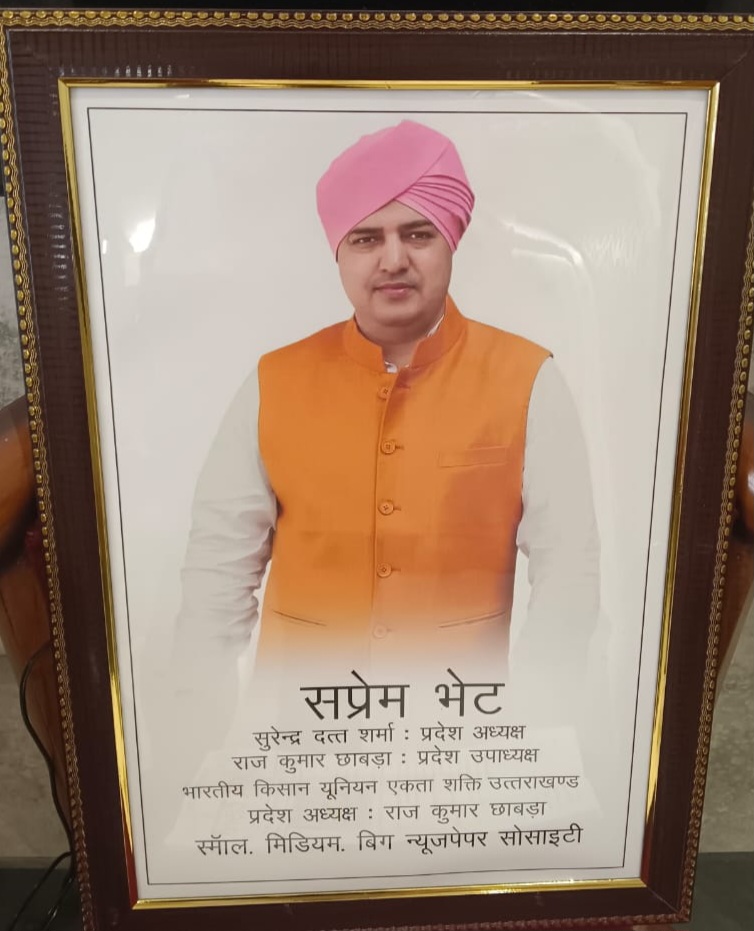 सप्रेम भेट
सुरेन्द्र दत्त शर्मा : प्रदेश अध्यक्ष
राज कुमार छाबड़ा : प्रदेश उपाध्यक्ष
भारतीय किसान यूनियन एकता शक्ति उत्तराखण्ड
प्रदेश अध्यक्ष : राज कुमार छाबड़ा
स्मॅाल. मिडियम. बिग न्यूजपेपर सोसाइटी